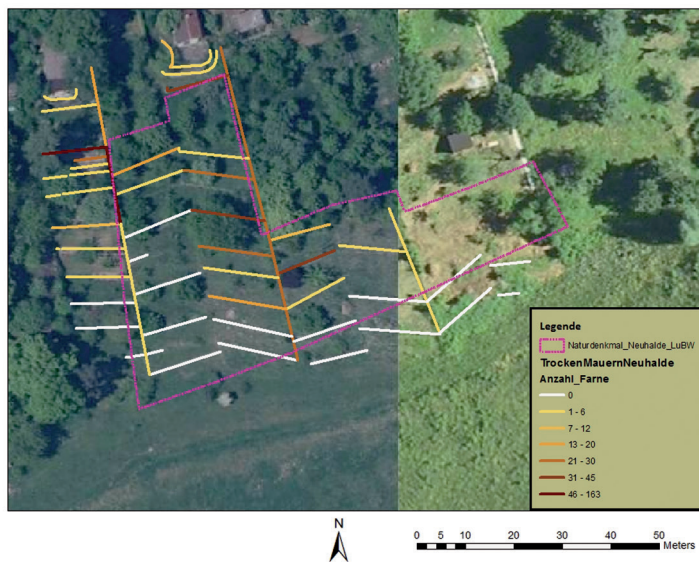 Legende
Naturdenkmal_Neuhalde_LuBW
TrockenMauernNeuhalde
Anzahl_Farne
0
1 - 6
7 - 12
13 - 20
21 - 30
31 - 45
46 - 163
N
0 5 10 20 30 40 50
Meters